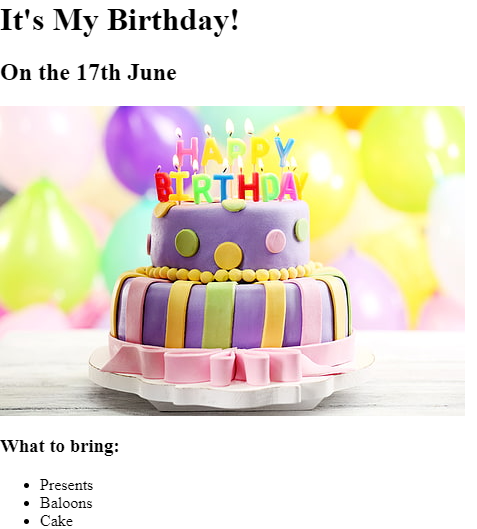 It's My Birthday!
On the 17th June
HAPPY
BIRTHDAY
What to bring:
Presents
Baloons
Cake